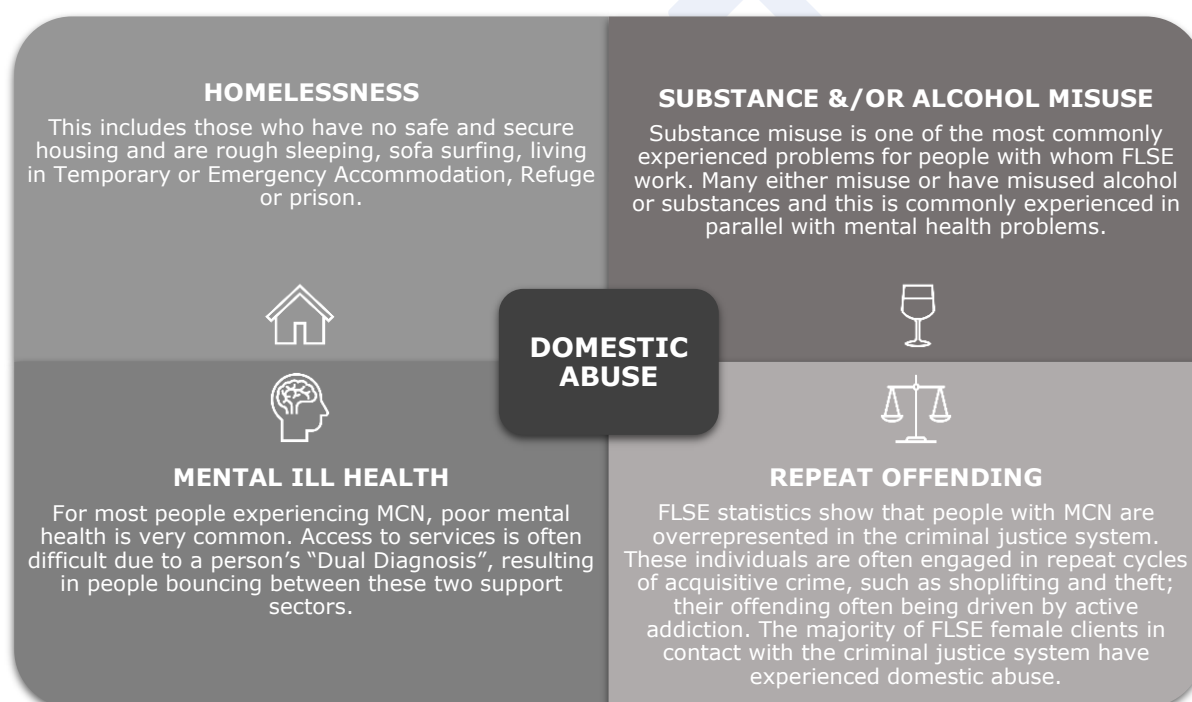 HOMELESSNESS
This includes those who have no safe and secure
housing and are rough sleeping, sofa surfing, living
in Temporary or Emergency Accommodation, Refuge
or prison.
SUBSTANCE &/OR ALCOHOL MISUSE
Substance misuse is one of the most commonly
experienced problems for people with whom FLSE
work. Many either misuse or have misused alcohol
or substances and this is commonly experienced in
parallel with mental health problems.
DOMESTIC
ABUSE
MENTAL ILL HEALTH
For most people experiencing MCN, poor mental
health is very common. Access to services is often
difficult due to a person’s “Dual Diagnosis”, resulting
in people bouncing between these two support
sectors.
REPEAT OFFENDING
FLSE statistics show that people with MCN are
overrepresented in the criminal justice system.
These individuals are often engaged in repeat cycles
of acquisitive crime, such as shoplifting and theft;
their offending often being driven by active
addiction. The majority of FLSE female clients in
contact with the criminal justice system have
experienced domestic abuse.